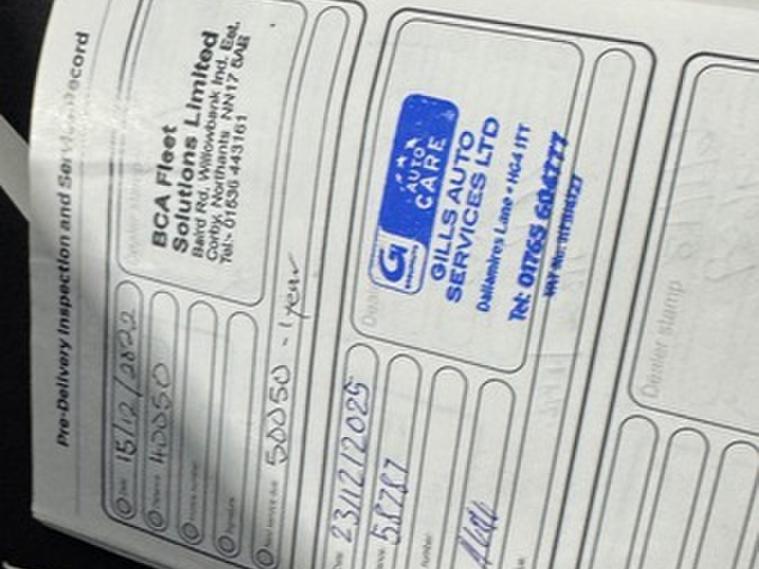 Pre-Delivery Inspection and Service Record
Date 15/12/2022
40050
BCA Fleet
Solutions Limited
Baird Rd, Willowbank Ind. Est.
Corby, Northants NN17 5AB
Tel:- 01536 443161
50050 - 1 year
23/12/2025
58787
number
G
AUTO
CARE
GILLS AUTO
SERVICES LTD
Dallamires Lane • HG4 1TT
Tel: 01765
Dealer stamp